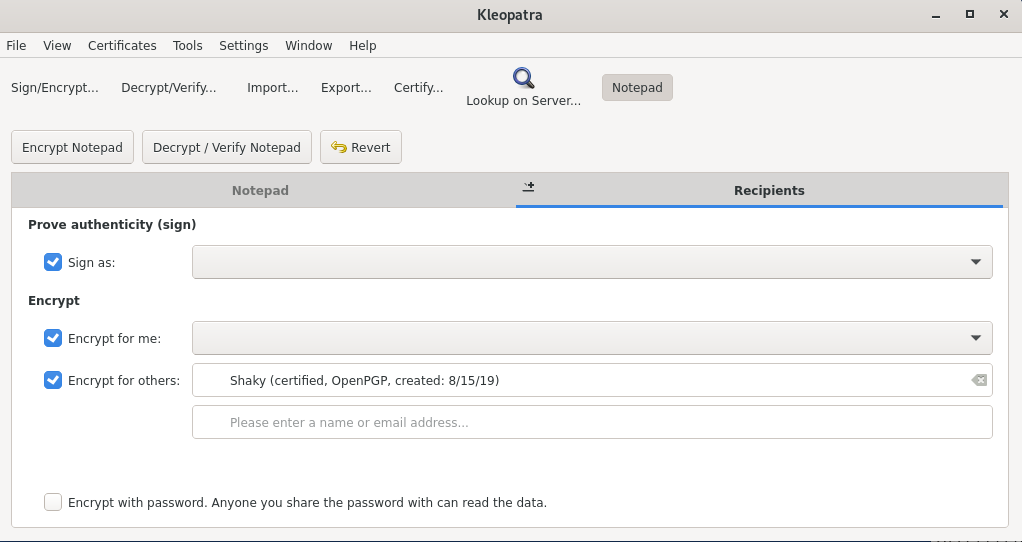 Kleopatra
File View Certificates Tools Settings Window Help
Sign/Encrypt... Decrypt/Verify... Import... Export... Certify... Lookup on Server... Notepad
Encrypt Notepad Decrypt / Verify Notepad Revert
Notepad Recipients
Prove authenticity (sign)
Sign as:
Encrypt
Encrypt for me:
Encrypt for others: Shaky (certified, OpenPGP, created: 8/15/19)
Please enter a name or email address...
Encrypt with password. Anyone you share the password with can read the data.